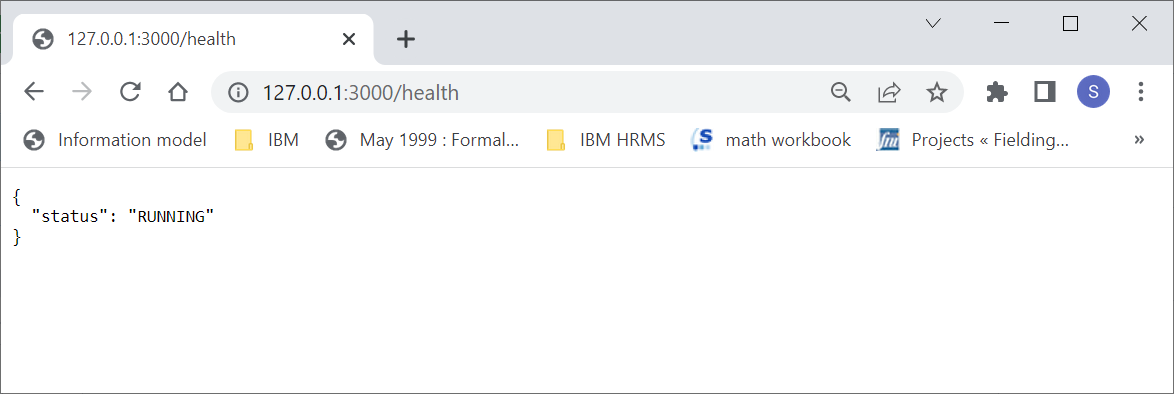 127.0.0.1:3000/health
127.0.0.1:3000/health
S
Information model IBM May 1999 : Formal... IBM HRMS math workbook Projects « Fielding... »
{
"status": "RUNNING"
}